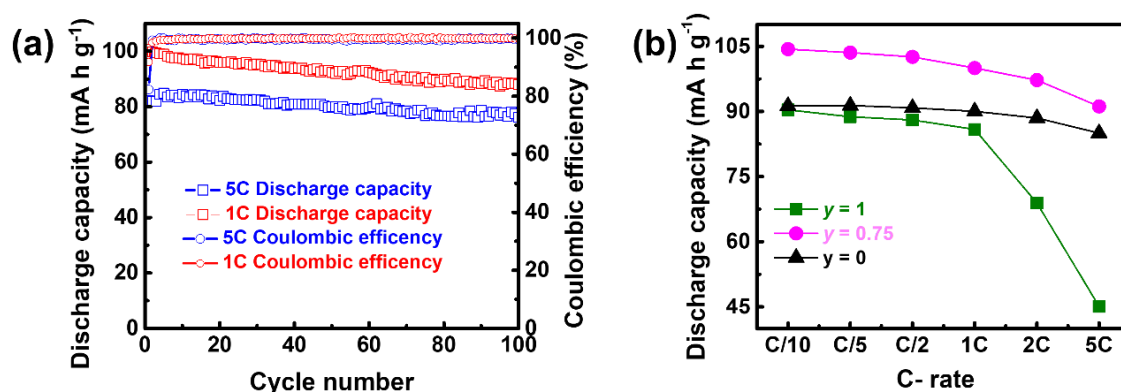 (a)
Discharge capacity (mA h g⁻¹)
100
80
60
40
20
0
5C Discharge capacity
1C Discharge capacity
5C Coulombic efficency
1C Coulombic efficency
0 20 40 60 80 100
Cycle number
100
80
60
40
20
0
Coulombic efficiency (%)
(b)
Discharge capacity (mA h g⁻¹)
105
90
75
60
45
y = 1
y = 0.75
y = 0
C/10 C/5 C/2 1C 2C 5C
C- rate